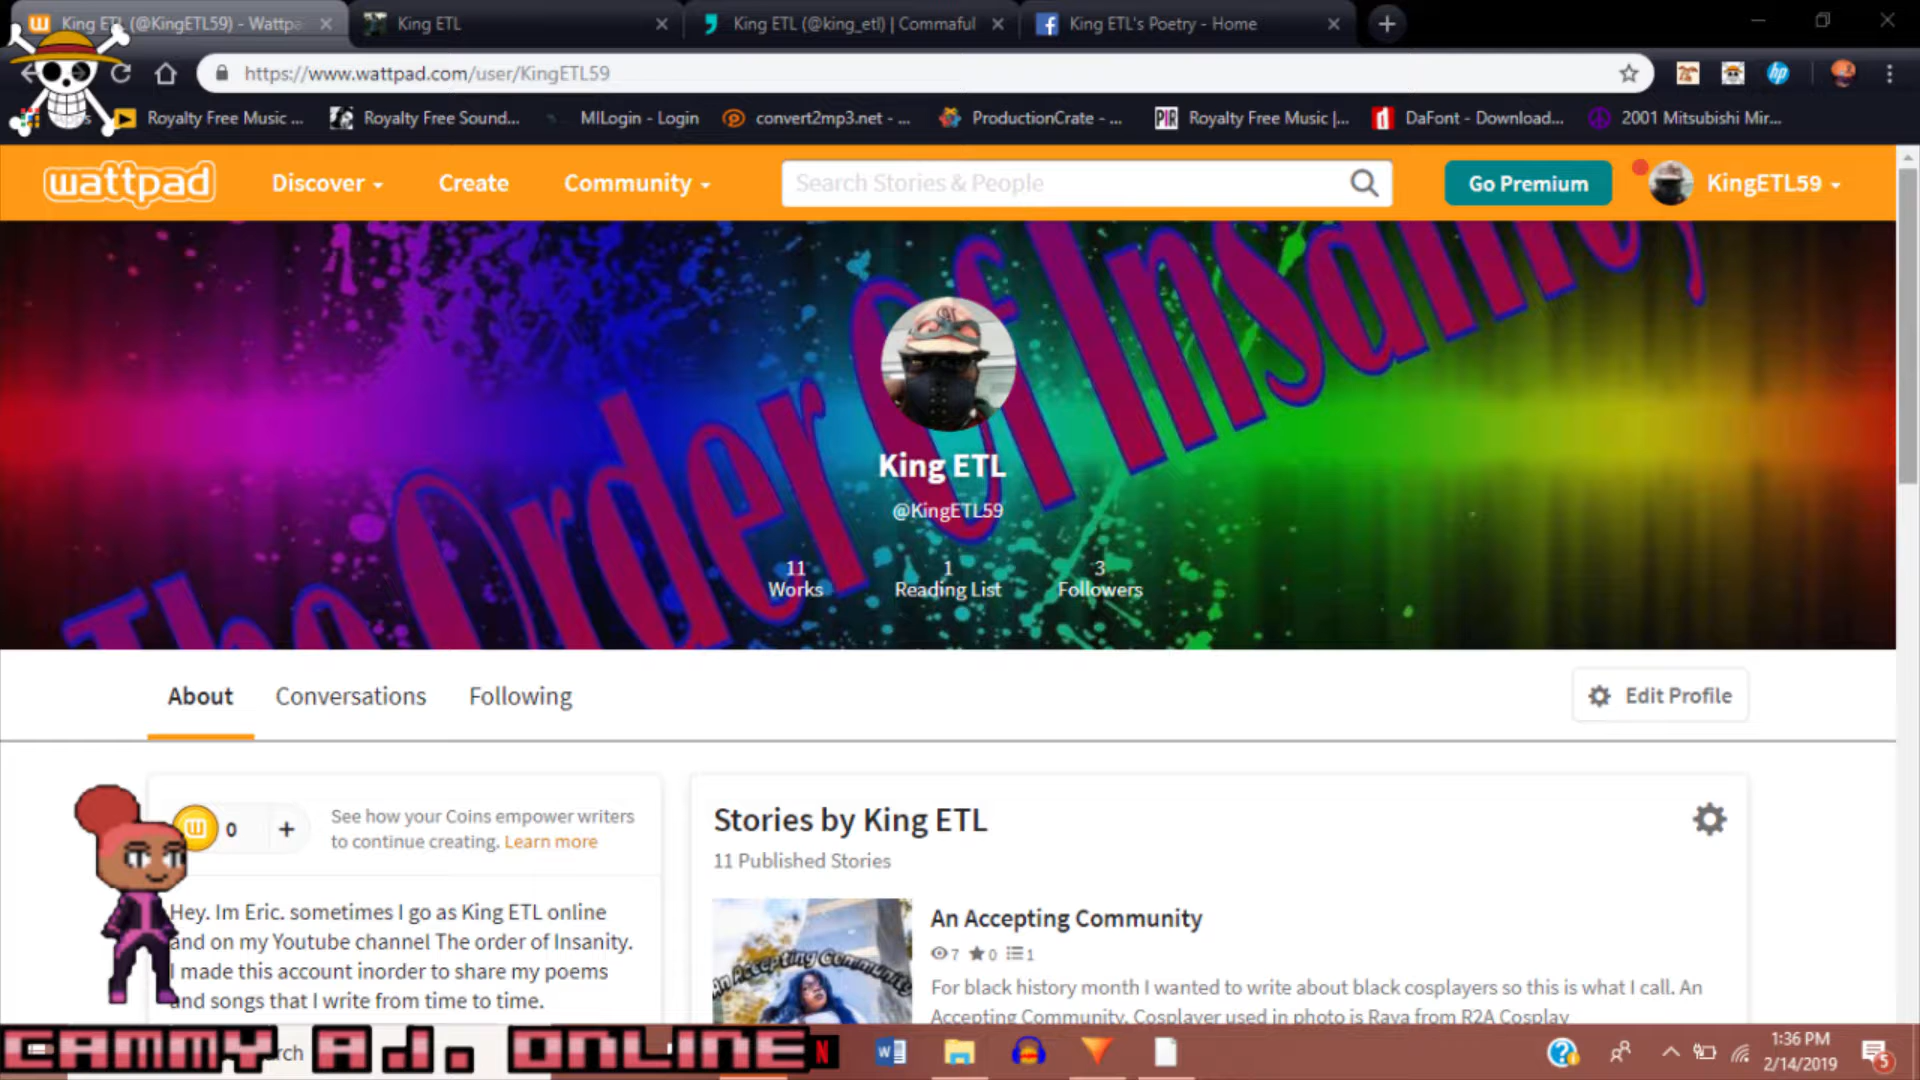 King ETL (@KingETL59) - Wattpa
King ETL
King ETL (@king_etl) | Commaful
King ETL's Poetry - Home
https://www.wattpad.com/user/KingETL59
Royalty Free Music ...
Royalty Free Sound...
MILogin - Login
convert2mp3.net - ...
ProductionCrate - ...
Royalty Free Music |...
DaFont - Download...
2001 Mitsubishi Mir...
wattpad
Discover
Create
Community
Search Stories & People
Go Premium
KingETL59
The Order Of Insanity
King ETL
@KingETL59
11
Works
1
Reading List
3
Followers
About
Conversations
Following
Edit Profile
0
+
See how your Coins empower writers
to continue creating. Learn more
Hey. Im Eric. sometimes I go as King ETL online
and on my Youtube channel The order of Insanity.
I made this account inorder to share my poems
and songs that I write from time to time.
Stories by King ETL
11 Published Stories
An Accepting Community
An Accepting Community
7
0
1
For black history month I wanted to write about black cosplayers so this is what I call. An
Accepting Community. Cosplayer used in photo is Raya from R2A Cosplay
CAMMY A.J. ONLINE
1:36 PM
2/14/2019
5